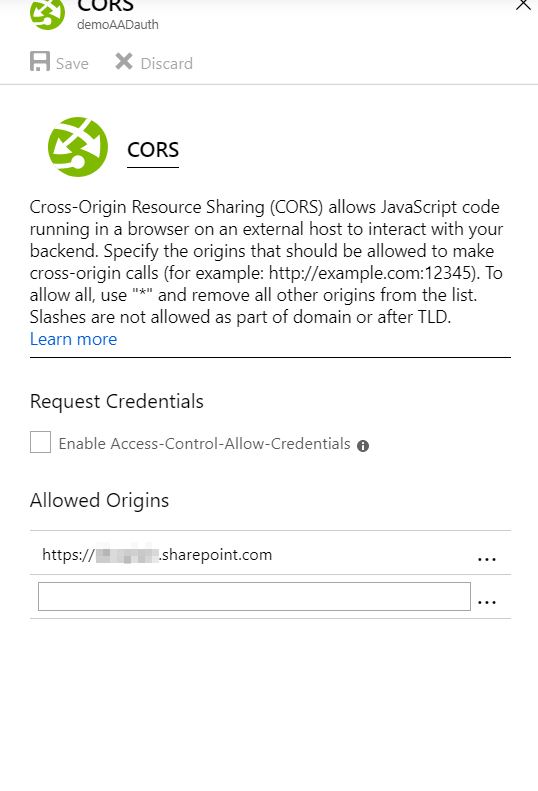 CORS
demoAADauth
Save Discard
CORS
Cross-Origin Resource Sharing (CORS) allows JavaScript code
running in a browser on an external host to interact with your
backend. Specify the origins that should be allowed to make
cross-origin calls (for example: http://example.com:12345). To
allow all, use "*" and remove all other origins from the list.
Slashes are not allowed as part of domain or after TLD.
Learn more
Request Credentials
Enable Access-Control-Allow-Credentials
Allowed Origins
https:// .sharepoint.com ...
...